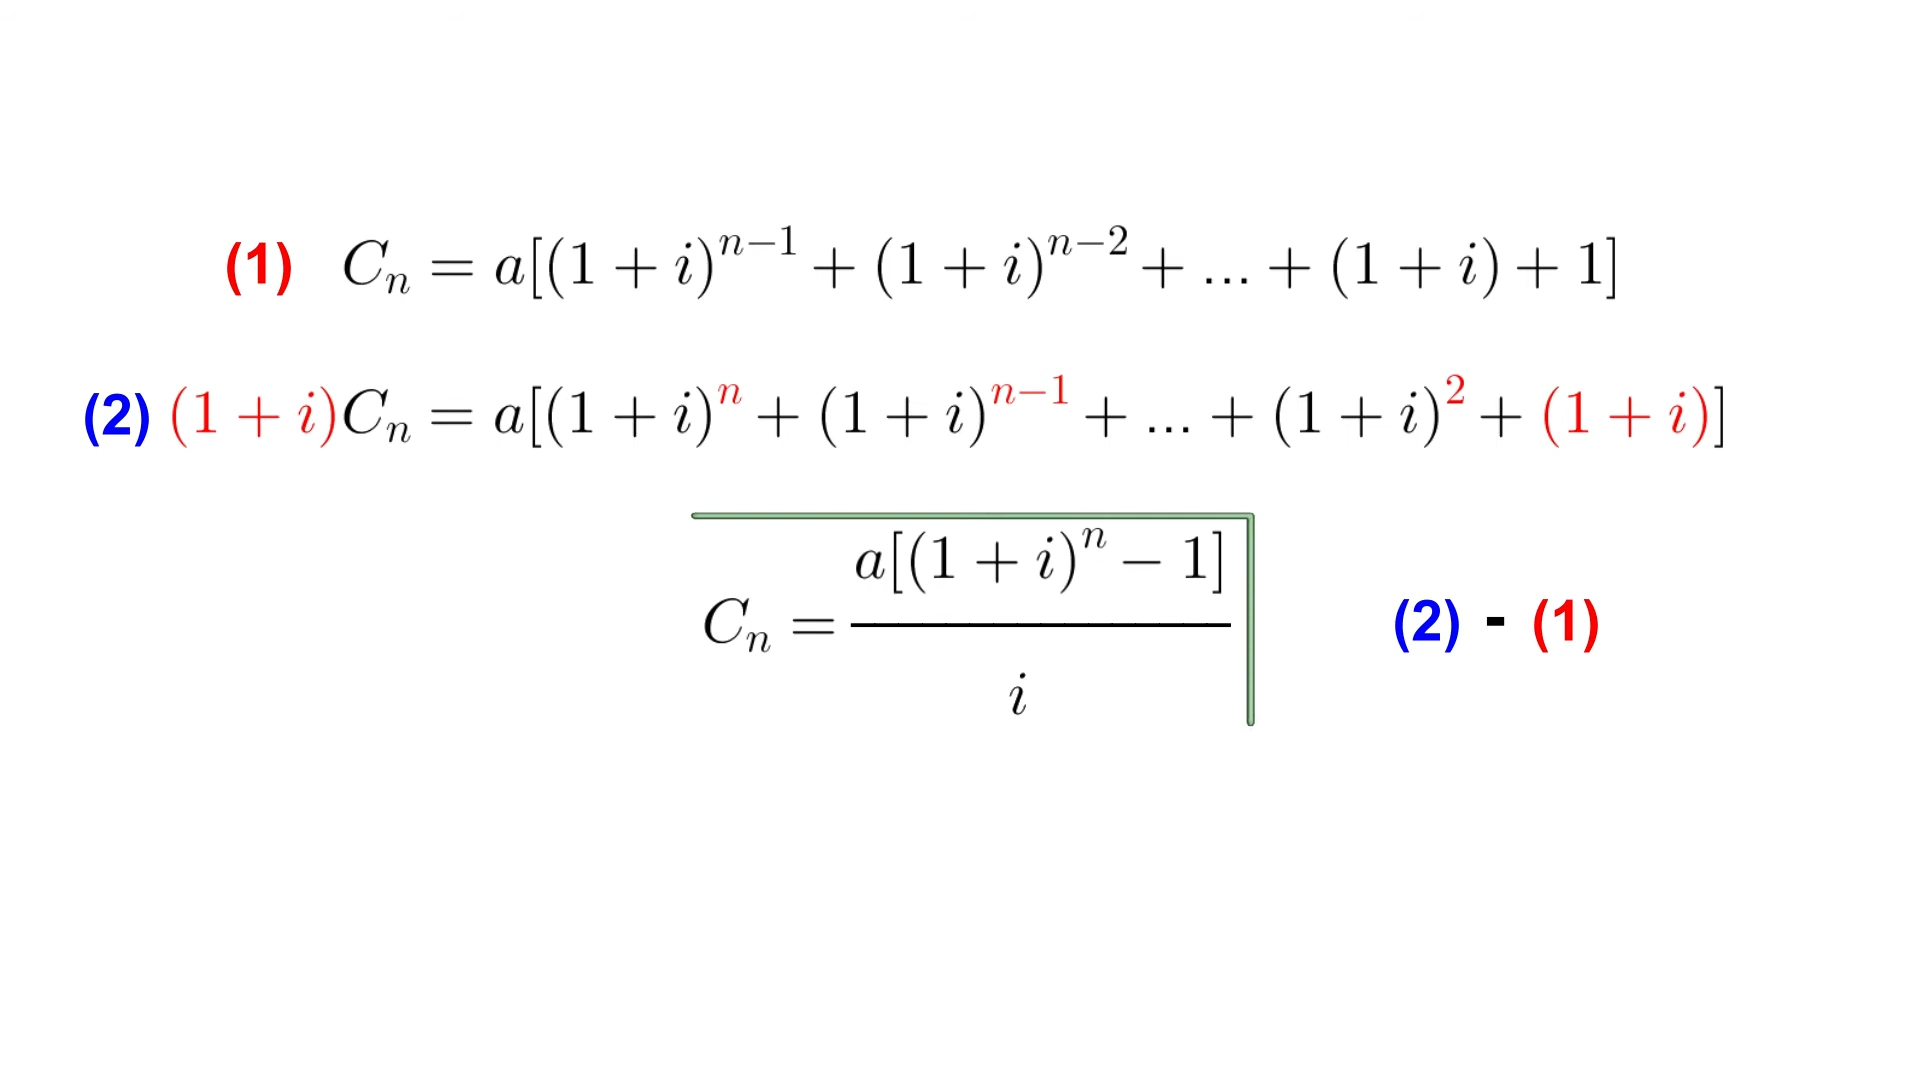 (1) Cₙ = a[(1 + i)ⁿ⁻¹ + (1 + i)ⁿ⁻² + ... + (1 + i) + 1]
(2) (1 + i)Cₙ = a[(1 + i)ⁿ + (1 + i)ⁿ⁻¹ + ... + (1 + i)² + (1 + i)]
a[(1 + i)ⁿ − 1]
Cₙ = (2) - (1)
i